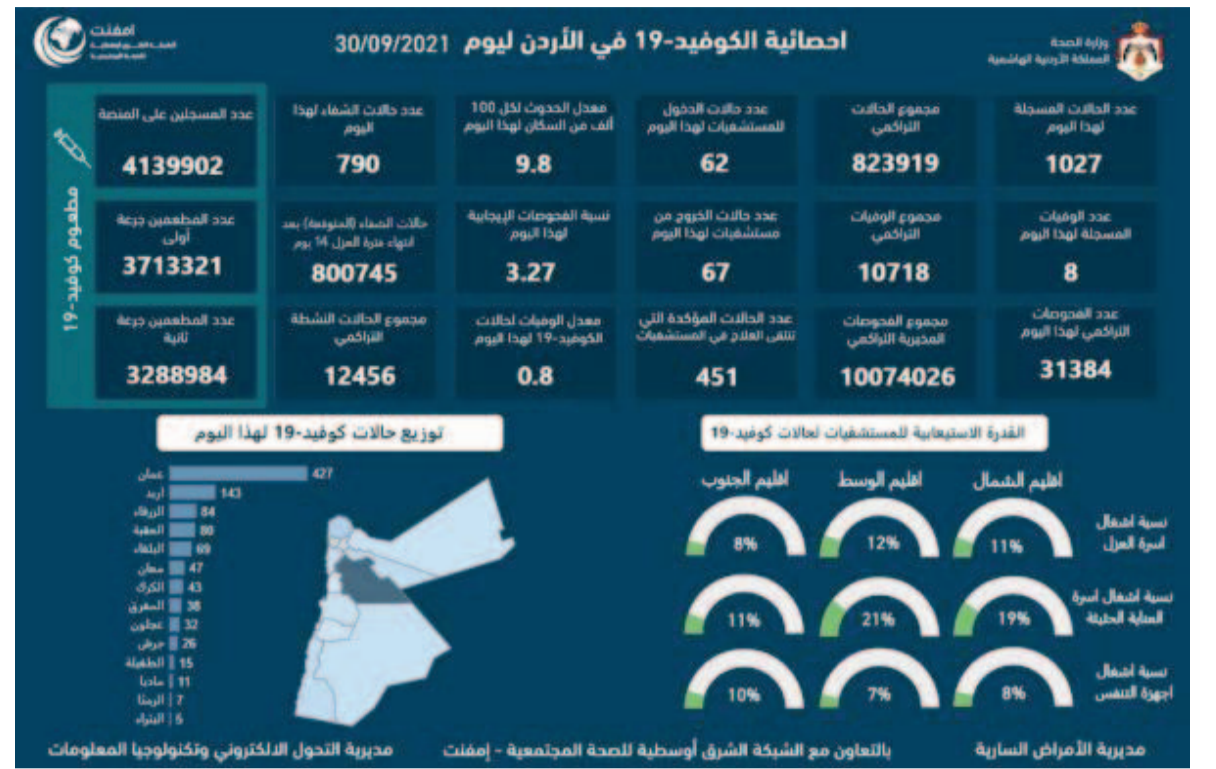 وزارة الصحة
المملكة الأردنية الهاشمية
احصائية الكوفيد-19 في الأردن ليوم 30/09/2021
امفنت
عدد الحالات المسجلة
لهذا اليوم
1027
مجموع الحالات
التراكمي
823919
عدد حالات الدخول
للمستشفيات لهذا اليوم
62
معدل الحدوث لكل 100
ألف من السكان لهذا اليوم
9.8
عدد حالات الشفاء لهذا
اليوم
790
عدد المسجلين على المنصة
4139902
عدد الوفيات
المسجلة لهذا اليوم
8
مجموع الوفيات
التراكمي
10718
عدد حالات الخروج من
مستشفيات لهذا اليوم
67
نسبة الفحوصات الإيجابية
لهذا اليوم
3.27
حالات الشفاء (المتوقعة) بعد
انتهاء فترة العزل 14 يوم
800745
عدد المطعمين جرعة
أولى
3713321
عدد الفحوصات
التراكمي لهذا اليوم
31384
مجموع الفحوصات
المخبرية التراكمي
10074026
عدد الحالات المؤكدة التي
تتلقى العلاج في المستشفيات
451
معدل الوفيات لحالات
الكوفيد-19 لهذا اليوم
0.8
مجموع الحالات النشطة
التراكمي
12456
عدد المطعمين جرعة
ثانية
3288984
مطعوم كوفيد-19
القدرة الاستيعابية للمستشفيات لحالات كوفيد-19
اقليم الشمال اقليم الوسط اقليم الجنوب
نسبة اشغال
اسرة العزل
11% 12% 8%
نسبة اشغال اسرة
العناية الحثيثة
19% 21% 11%
نسبة اشغال
اجهزة التنفس
8% 7% 10%
توزيع حالات كوفيد-19 لهذا اليوم
عمان 427
اربد 143
الزرقاء 84
العقبة 80
البلقاء 69
معان 47
الكرك 43
المفرق 38
عجلون 32
جرش 26
الطفيلة 15
مادبا 11
الرمثا 7
البتراء 5
مديرية الأمراض السارية
بالتعاون مع الشبكة الشرق أوسطية للصحة المجتمعية - إمفنت
مديرية التحول الالكتروني وتكنولوجيا المعلومات